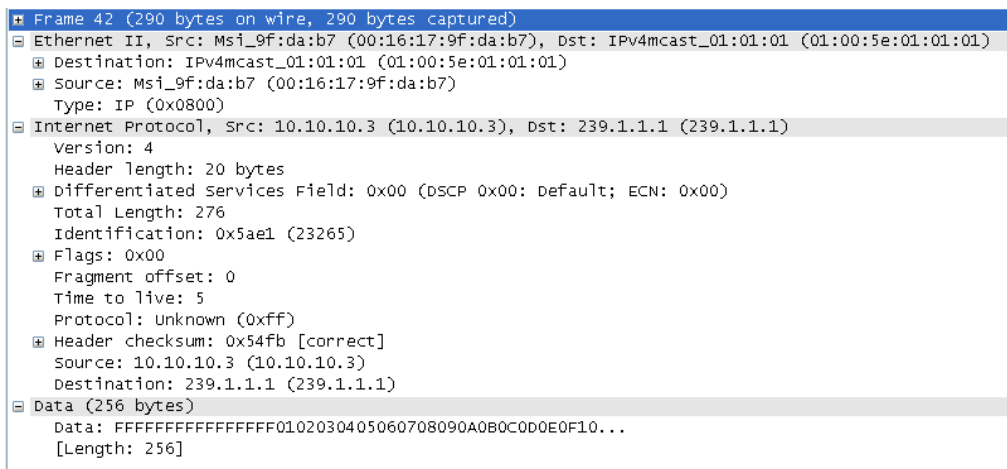 Frame 42 (290 bytes on wire, 290 bytes captured)
Ethernet II, Src: Msi_9f:da:b7 (00:16:17:9f:da:b7), Dst: IPv4mcast_01:01:01 (01:00:5e:01:01:01)
Destination: IPv4mcast_01:01:01 (01:00:5e:01:01:01)
Source: Msi_9f:da:b7 (00:16:17:9f:da:b7)
Type: IP (0x0800)
Internet Protocol, Src: 10.10.10.3 (10.10.10.3), Dst: 239.1.1.1 (239.1.1.1)
Version: 4
Header length: 20 bytes
Differentiated Services Field: 0x00 (DSCP 0x00: Default; ECN: 0x00)
Total Length: 276
Identification: 0x5ae1 (23265)
Flags: 0x00
Fragment offset: 0
Time to live: 5
Protocol: Unknown (0xff)
Header checksum: 0x54fb [correct]
Source: 10.10.10.3 (10.10.10.3)
Destination: 239.1.1.1 (239.1.1.1)
Data (256 bytes)
Data: FFFFFFFFFFFFFFFF0102030405060708090A0B0C0D0E0F10...
[Length: 256]